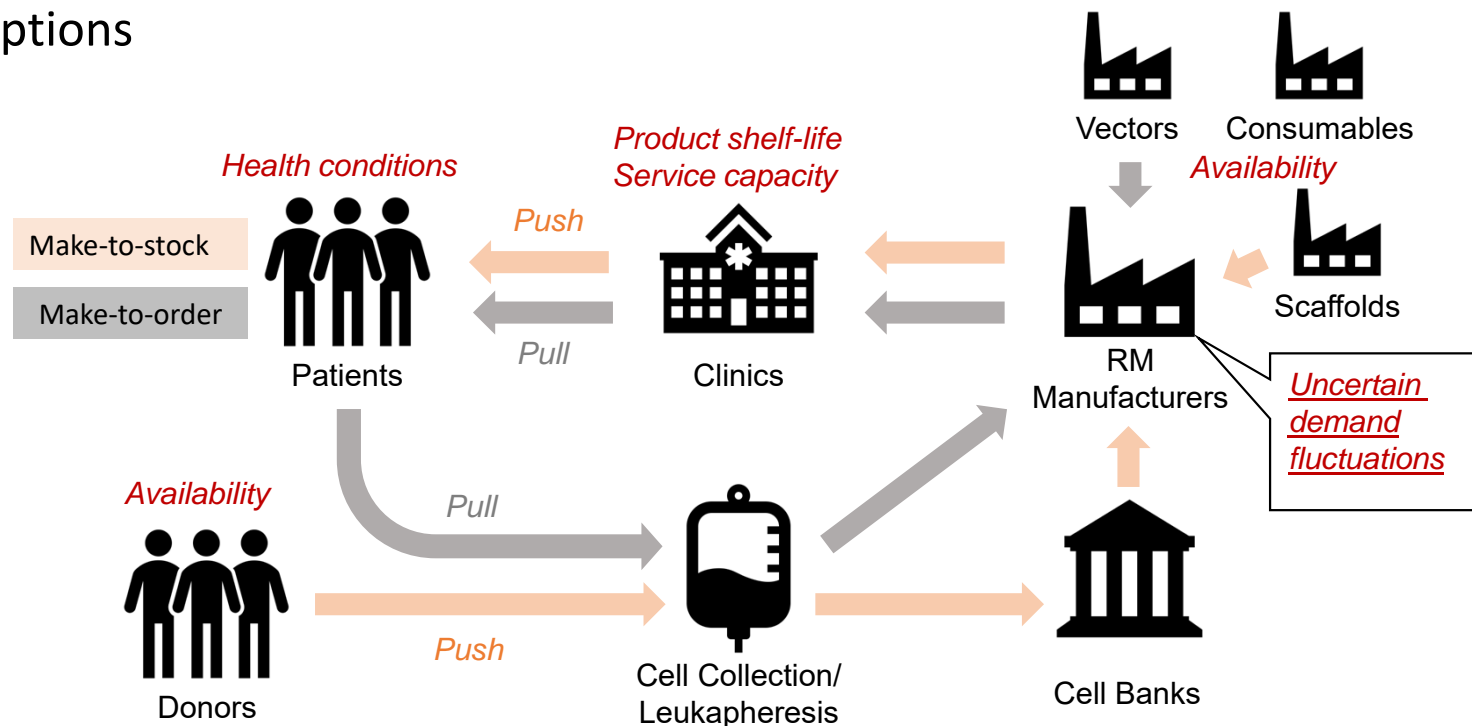 ptions
Vectors
Consumables
Availability
Product shelf-life
Service capacity
Health conditions
Push
Make-to-stock
Make-to-order
Pull
Patients
Clinics
Scaffolds
RM
Manufacturers
Uncertain
demand
fluctuations
Availability
Pull
Push
Donors
Cell Collection/
Leukapheresis
Cell Banks